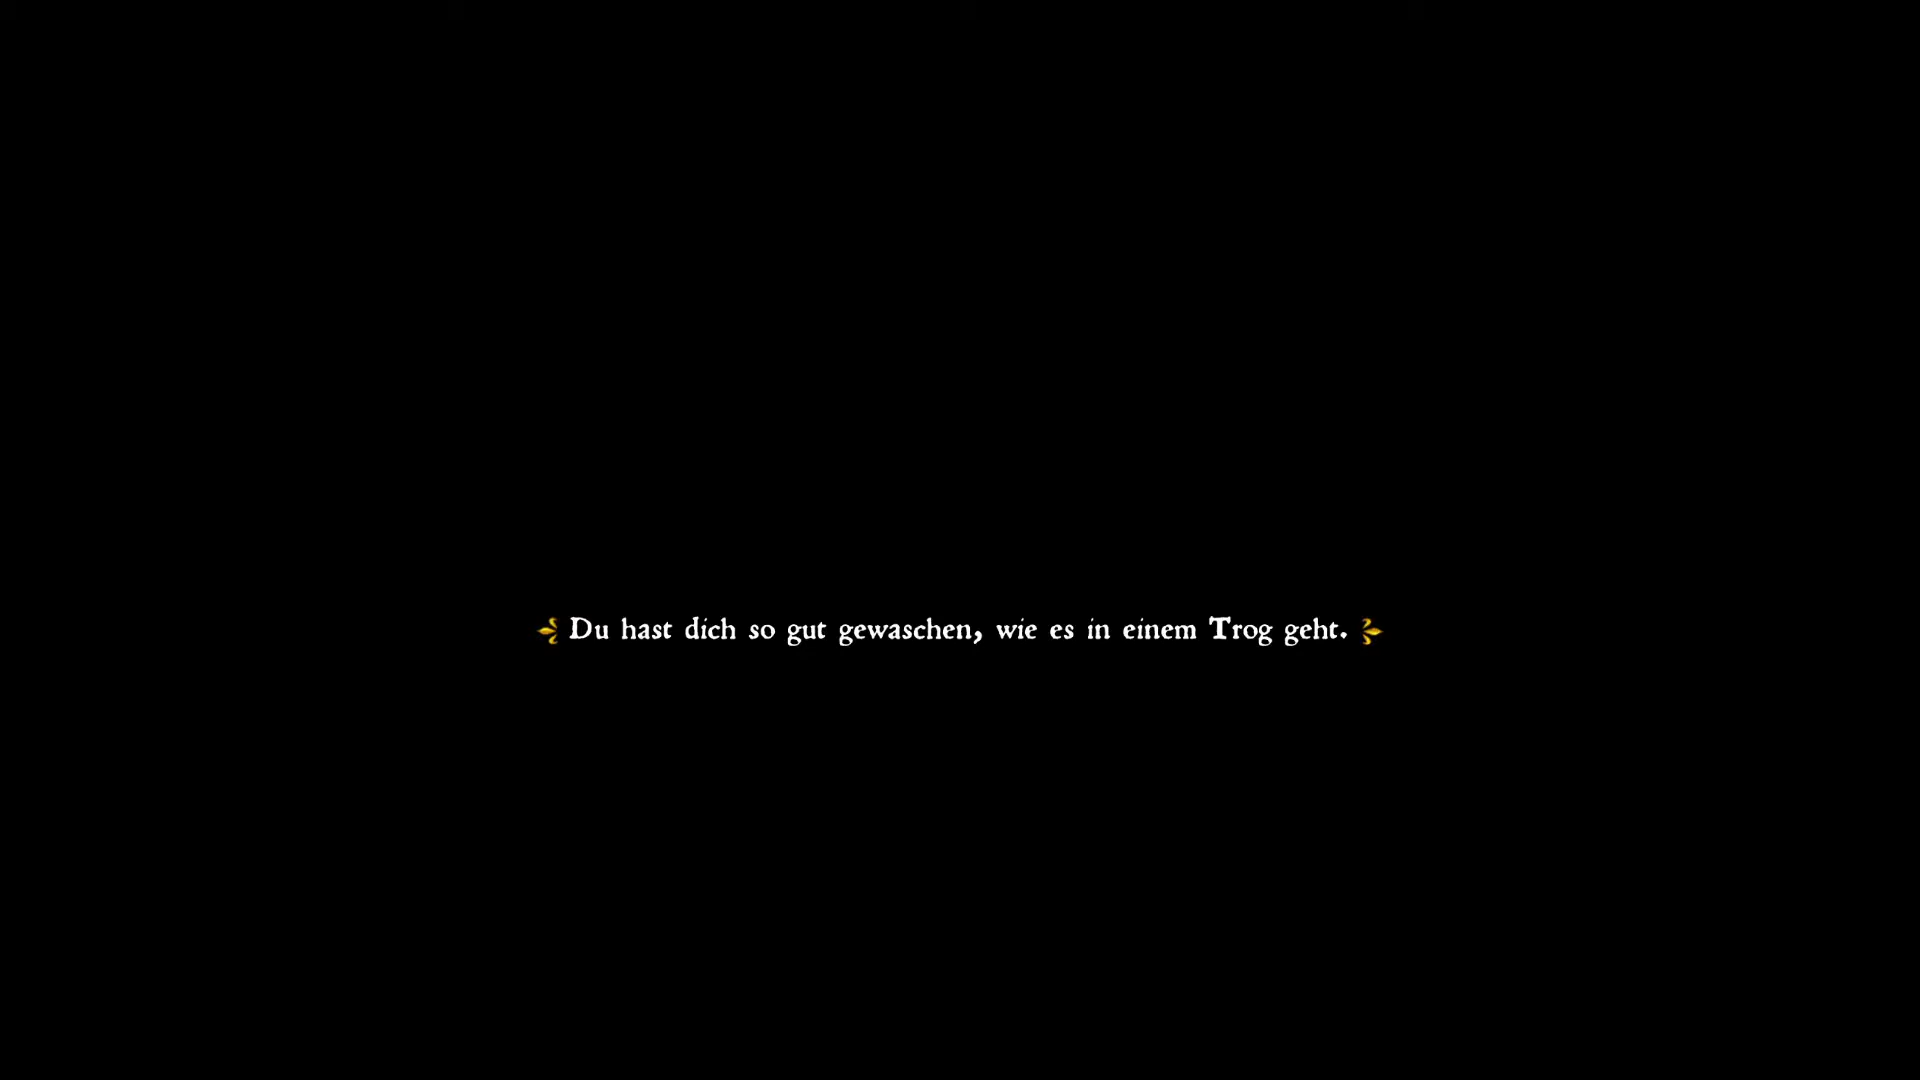 Du hast dich so gut gewaschen, wie es in einem Trog geht.